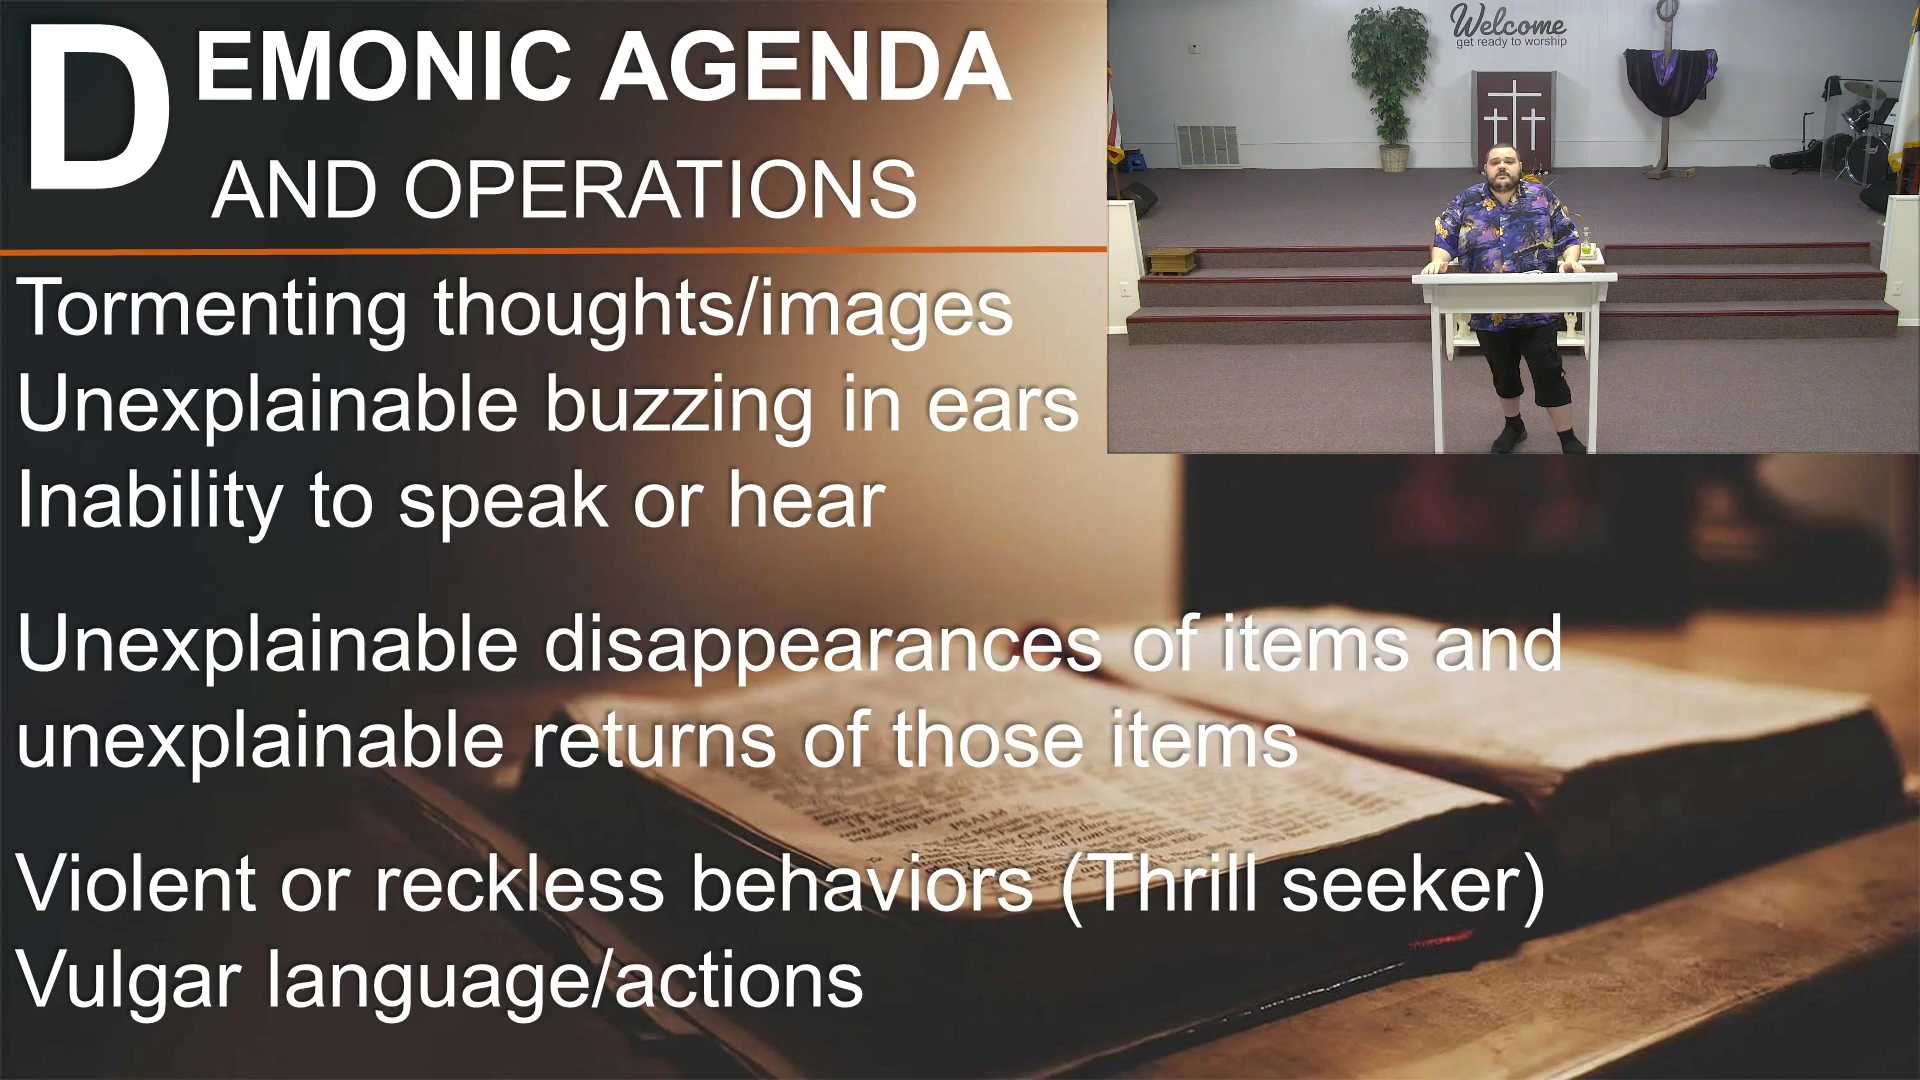 DEMONIC AGENDA
AND OPERATIONS
Tormenting thoughts/images
Unexplainable buzzing in ears
Inability to speak or hear
Unexplainable disappearances of items and
unexplainable returns of those items
Violent or reckless behaviors (Thrill seeker)
Vulgar language/actions
Welcome
get ready to worship
PSALM